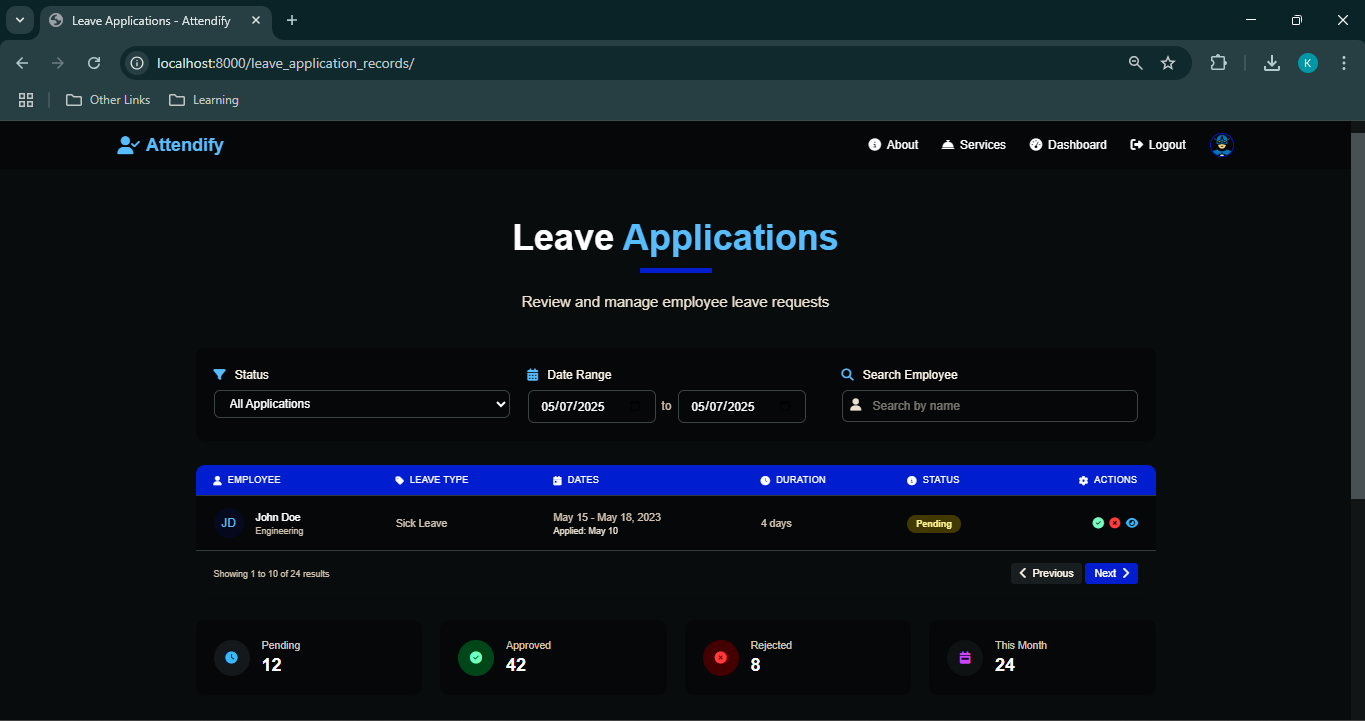 Leave Applications - Attendify
localhost:8000/leave_application_records/
K
Other Links
Learning
Attendify
About
Services
Dashboard
Logout
Leave Applications
Review and manage employee leave requests
Status
Date Range
Search Employee
All Applications
05/07/2025
to
05/07/2025
Search by name
EMPLOYEE
LEAVE TYPE
DATES
DURATION
STATUS
ACTIONS
JD
John Doe
Engineering
Sick Leave
May 15 - May 18, 2023
Applied: May 10
4 days
Pending
Showing 1 to 10 of 24 results
Previous
Next
Pending
12
Approved
42
Rejected
8
This Month
24